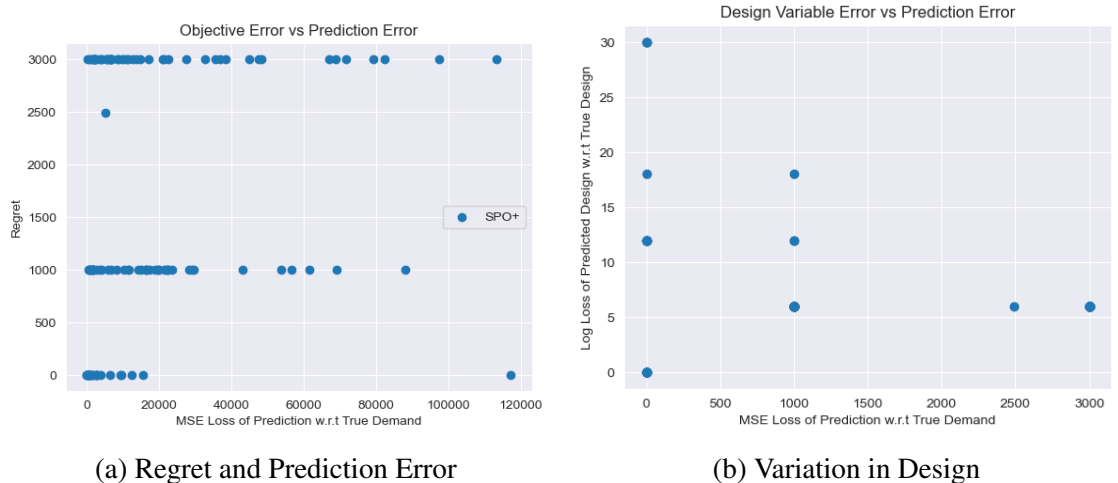 Objective Error vs Prediction Error
3000
2500
2000
1500
1000
500
0
Regret
SPO+
0 20000 40000 60000 80000 100000 120000
MSE Loss of Prediction w.r.t True Demand
(a) Regret and Prediction Error
Design Variable Error vs Prediction Error
30
25
20
15
10
5
0
Log Loss of Predicted Design w.r.t True Design
0 500 1000 1500 2000 2500 3000
MSE Loss of Prediction w.r.t True Demand
(b) Variation in Design